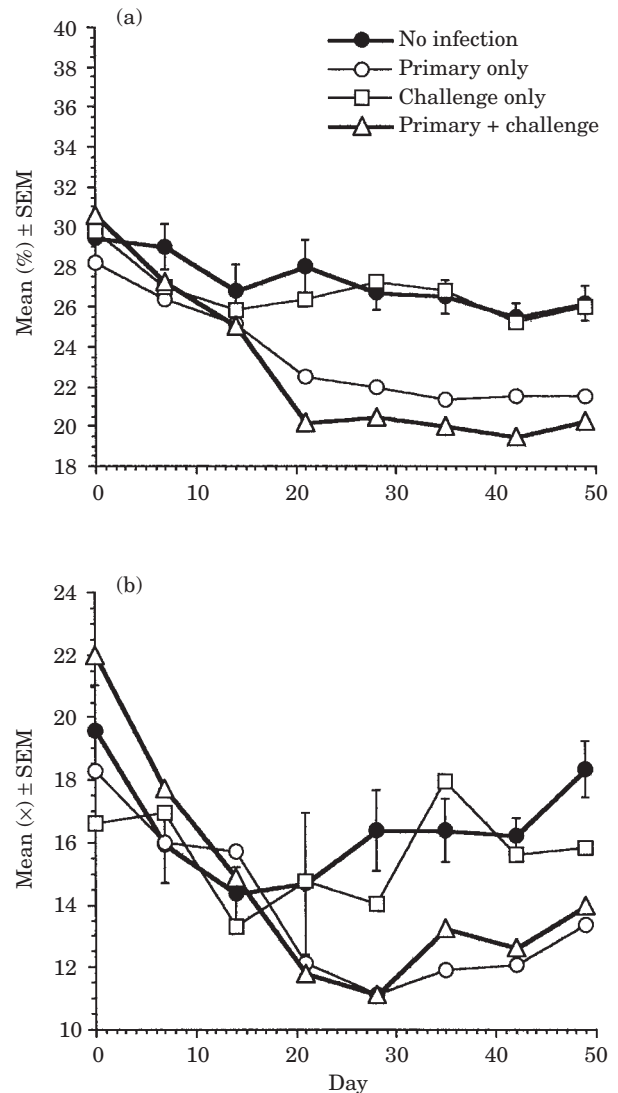 (a)
40
38
36
34
32
30
28
26
24
22
20
18
Mean (%) ± SEM
No infection
Primary only
Challenge only
Primary + challenge
0 10 20 30 40 50
(b)
24
22
20
18
16
14
12
10
Mean (×) ± SEM
0 10 20 30 40 50
Day